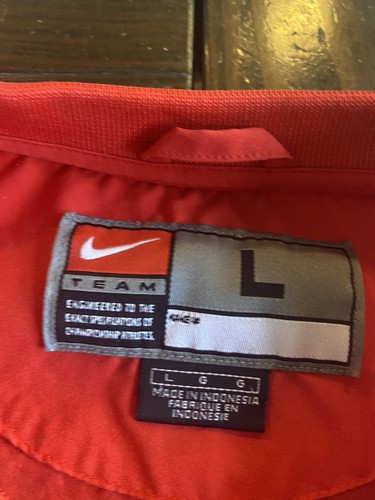 TEAM
ENGINEERED TO THE
EXACT SPECIFICATIONS OF
CHAMPIONSHIP ATHLETES.
L
L G G
MADE IN INDONESIA
FABRIQUE EN
INDONESIE